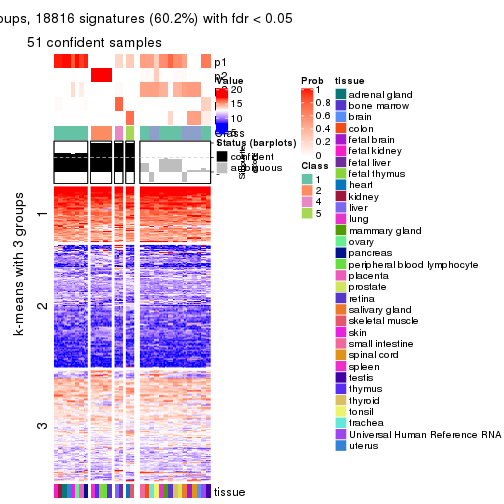 oups, 18816 signatures (60.2%) with fdr < 0.05
51 confident samples
p1
p2
Value
20
15
10
5
Class
Status (barplots)
confident
ambiguous
Prob
1
0.8
0.6
0.4
0.2
0
Class
1
2
4
5
tissue
adrenal gland
bone marrow
brain
colon
fetal brain
fetal kidney
fetal liver
fetal thymus
heart
kidney
liver
lung
mammary gland
ovary
pancreas
peripheral blood lymphocyte
placenta
prostate
retina
salivary gland
skeletal muscle
skin
small intestine
spinal cord
spleen
testis
thymus
thyroid
tonsil
trachea
Universal Human Reference RNA
uterus
k-means with 3 groups
1
2
3
tissue